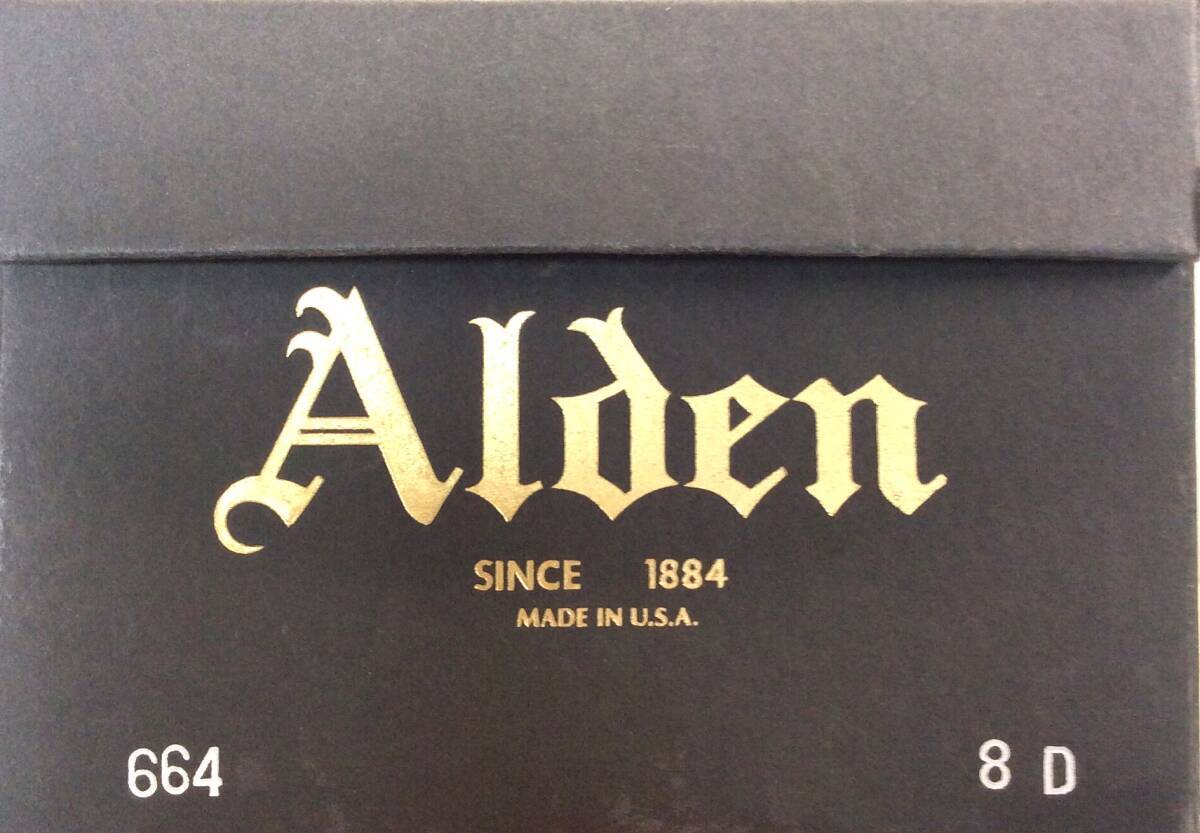 Alden
SINCE 1884
MADE IN U.S.A.
664 8 D